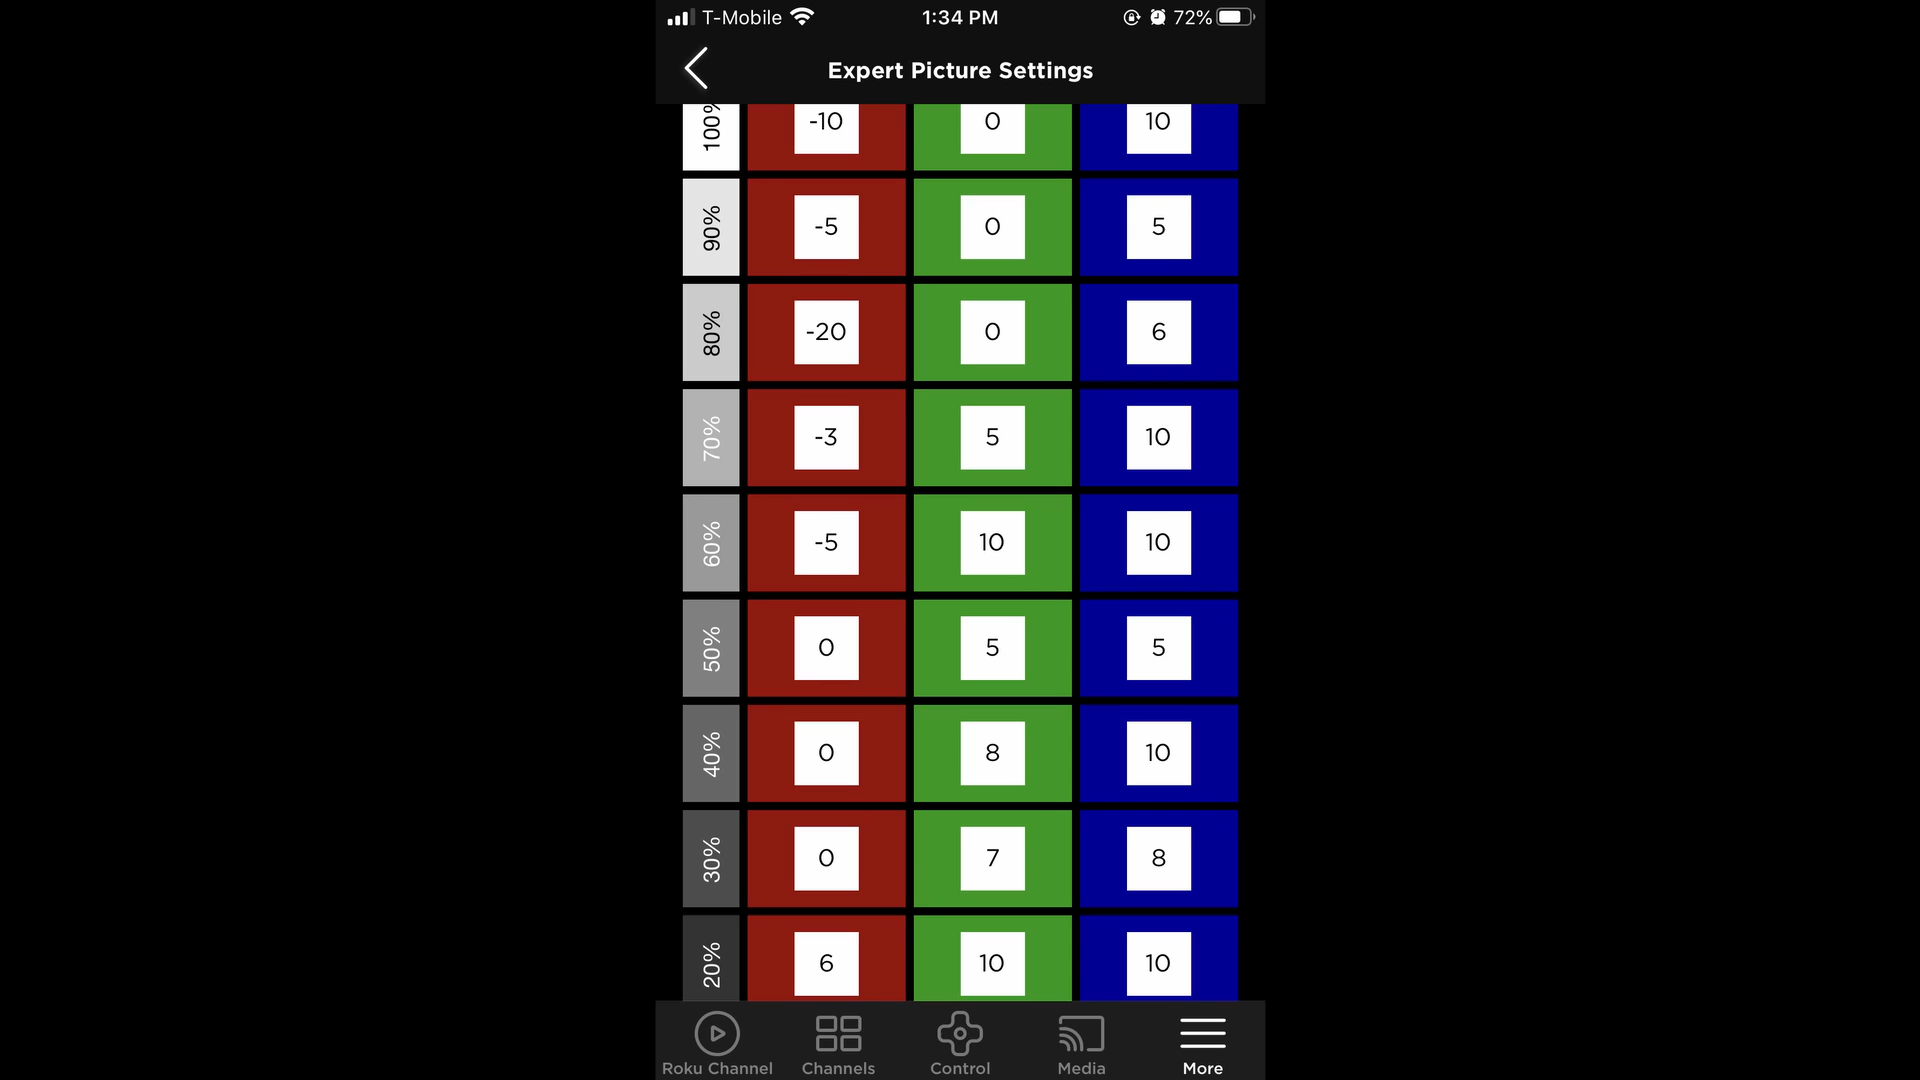 T-Mobile 1:34 PM 72%
Expert Picture Settings
100% -10 0 10
90% -5 0 5
80% -20 0 6
70% -3 5 10
60% -5 10 10
50% 0 5 5
40% 0 8 10
30% 0 7 8
20% 6 10 10
Roku Channel Channels Control Media More